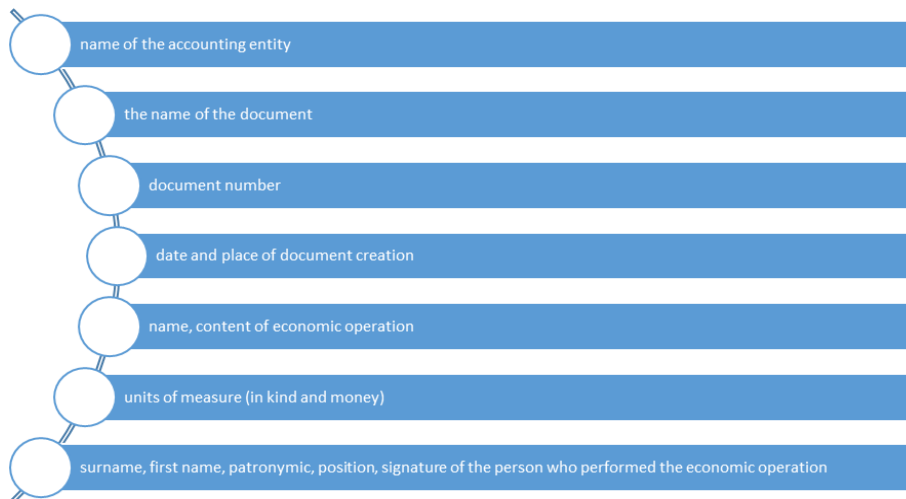 name of the accounting entity
the name of the document
document number
date and place of document creation
name, content of economic operation
units of measure (in kind and money)
surname, first name, patronymic, position, signature of the person who performed the economic operation